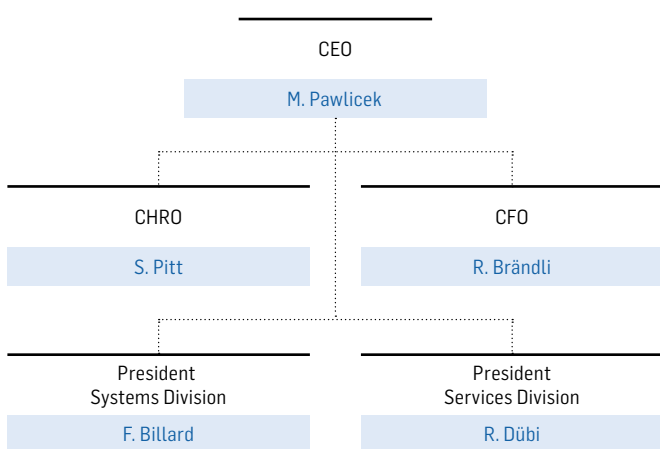 CEO
M. Pawlicek
CHRO
CFO
S. Pitt
R. Brändli
President
Systems Division
President
Services Division
F. Billard
R. Dübi